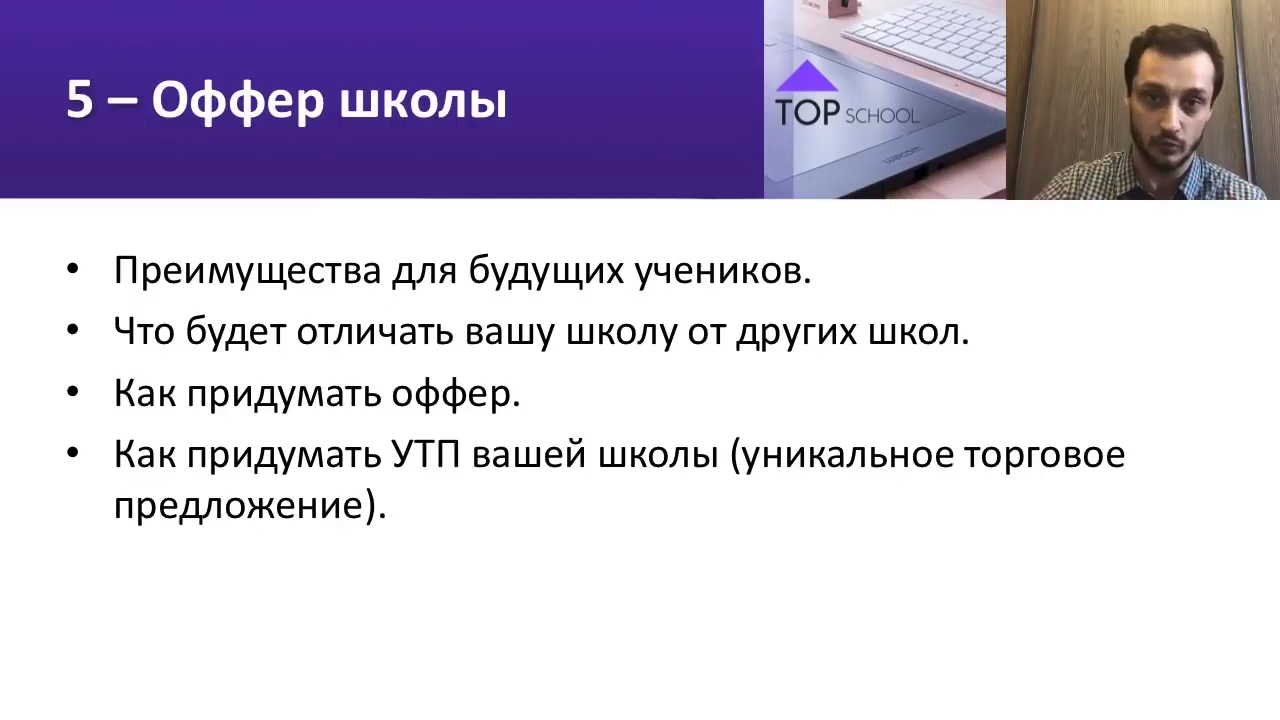 5 – Оффер школы
TOP SCHOOL
wacom
• Преимущества для будущих учеников.
• Что будет отличать вашу школу от других школ.
• Как придумать оффер.
• Как придумать УТП вашей школы (уникальное торговое
предложение).